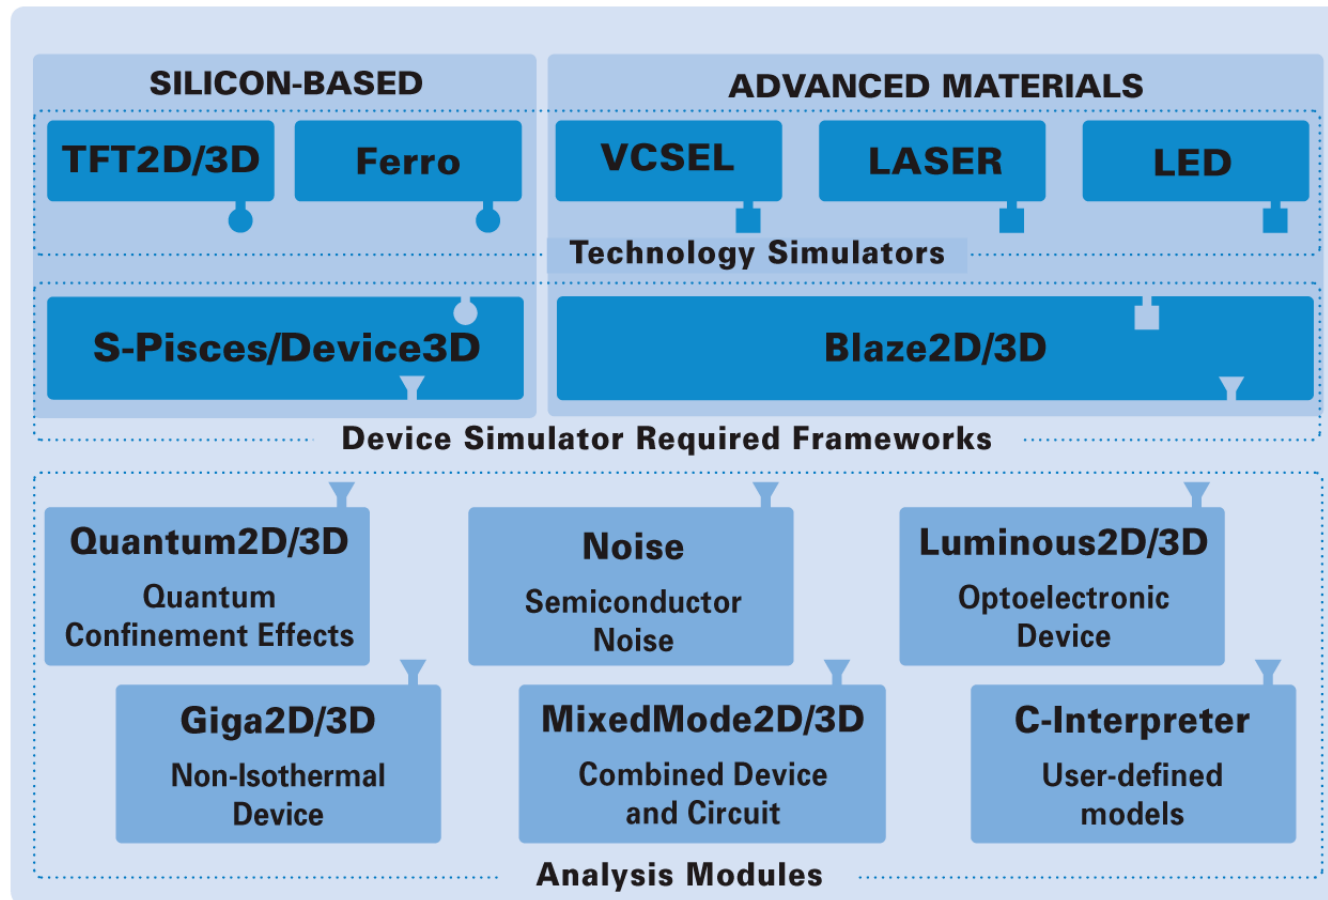 SILICON-BASED
ADVANCED MATERIALS
TFT2D/3D
Ferro
VCSEL
LASER
LED
Technology Simulators
S-Pisces/Device3D
Blaze2D/3D
Device Simulator Required Frameworks
Quantum2D/3D
Quantum
Confinement Effects
Noise
Semiconductor
Noise
Luminous2D/3D
Optoelectronic
Device
Giga2D/3D
Non-Isothermal
Device
MixedMode2D/3D
Combined Device
and Circuit
C-Interpreter
User-defined
models
Analysis Modules